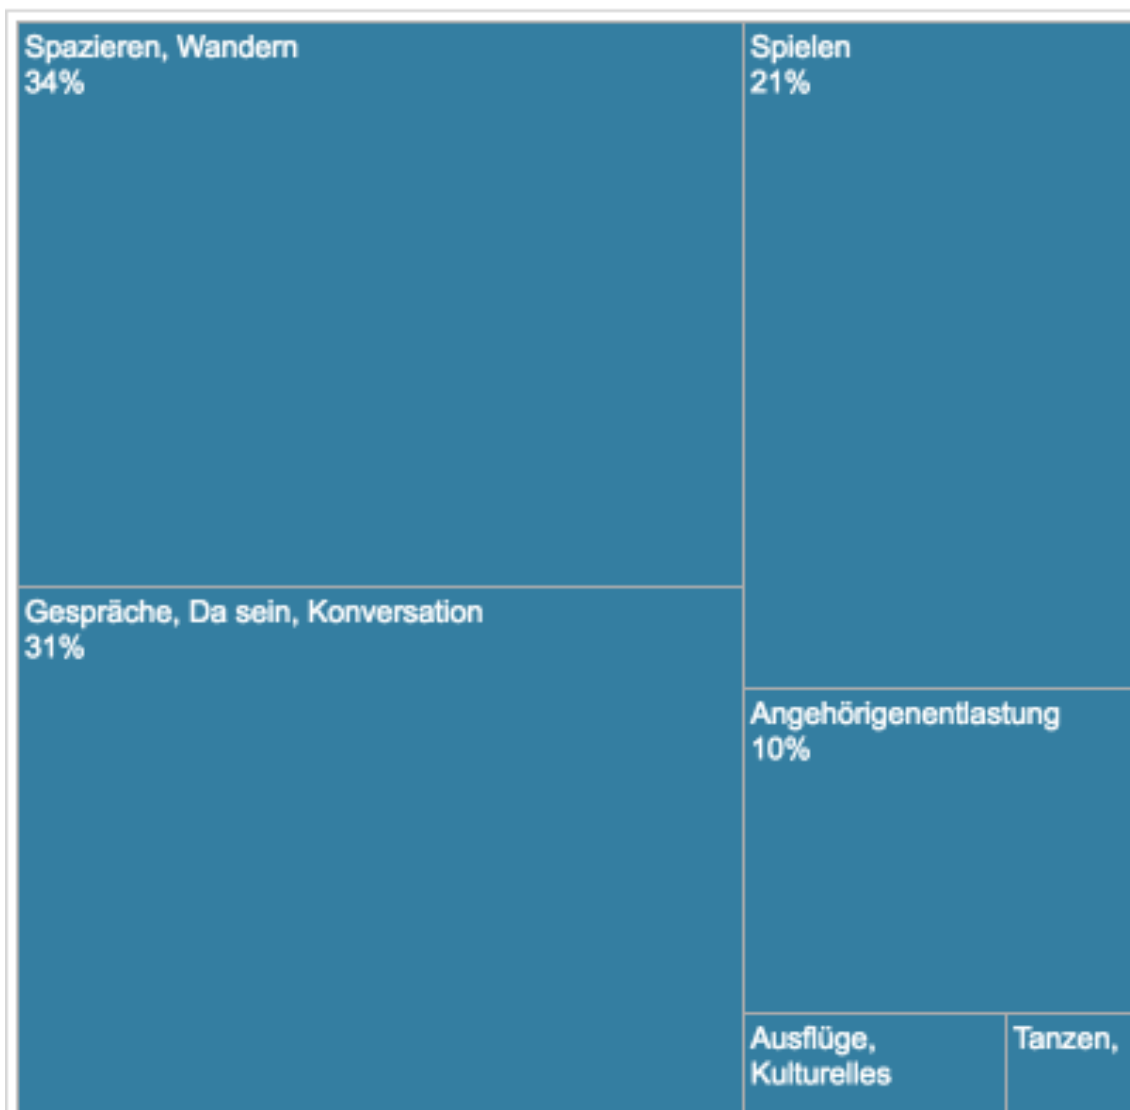 Spazieren, Wandern
34%
Gespräche, Da sein, Konversation
31%
Spielen
21%
Angehörigenentlastung
10%
Ausflüge,
Kulturelles
Tanzen,